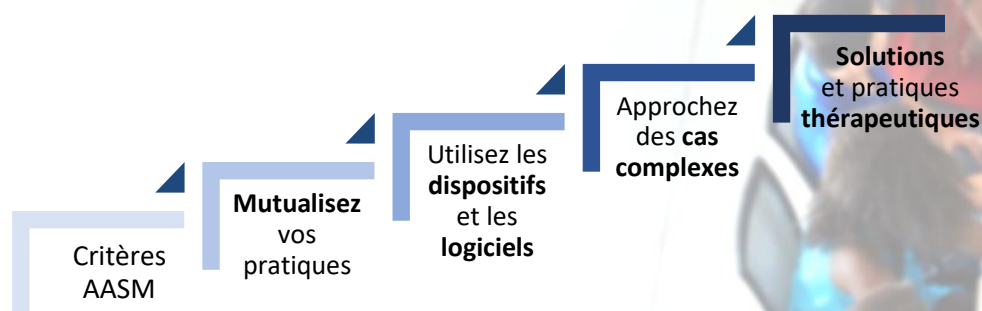 Critères
AASM
Mutualisez
vos
pratiques
Utilisez les
dispositifs
et les
logiciels
Approchez
des cas
complexes
Solutions
et pratiques
thérapeutiques